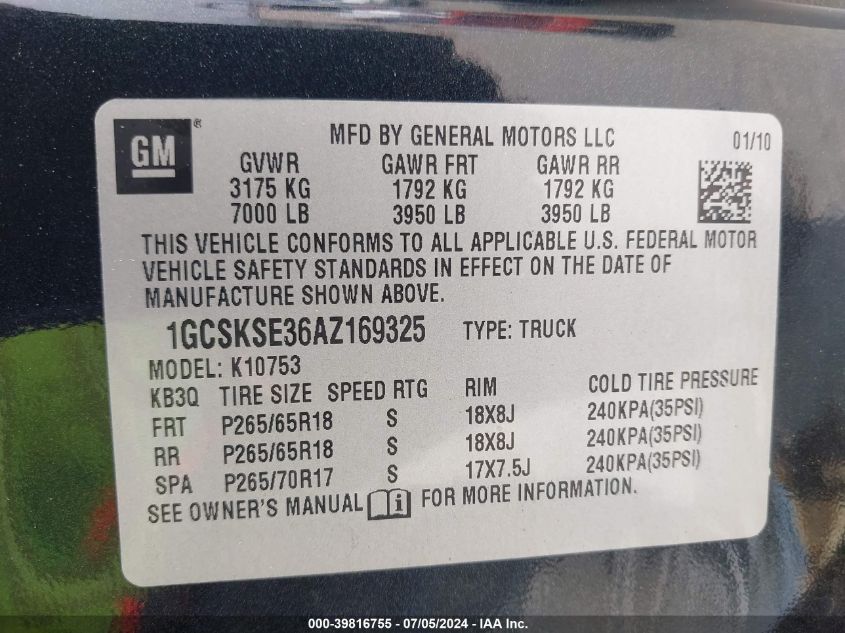 GM ®
MFD BY GENERAL MOTORS LLC 01/10
GVWR GAWR FRT GAWR RR
3175 KG 1792 KG 1792 KG
7000 LB 3950 LB 3950 LB
THIS VEHICLE CONFORMS TO ALL APPLICABLE U.S. FEDERAL MOTOR
VEHICLE SAFETY STANDARDS IN EFFECT ON THE DATE OF
MANUFACTURE SHOWN ABOVE.
1GCSKSE36AZ169325 TYPE: TRUCK
MODEL: K10753
KB3Q TIRE SIZE SPEED RTG RIM COLD TIRE PRESSURE
FRT P265/65R18 S 18X8J 240KPA(35PSI)
RR P265/65R18 S 18X8J 240KPA(35PSI)
SPA P265/70R17 S 17X7.5J 240KPA(35PSI)
SEE OWNER'S MANUAL i FOR MORE INFORMATION.
000-39816755 - 07/05/2024 - IAA Inc.